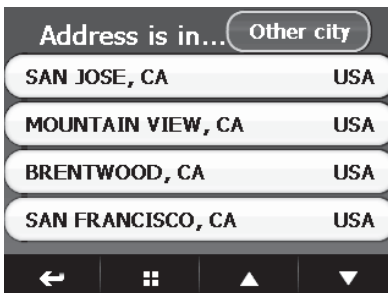 Address is in... Other city
SAN JOSE, CA USA
MOUNTAIN VIEW, CA USA
BRENTWOOD, CA USA
SAN FRANCISCO, CA USA